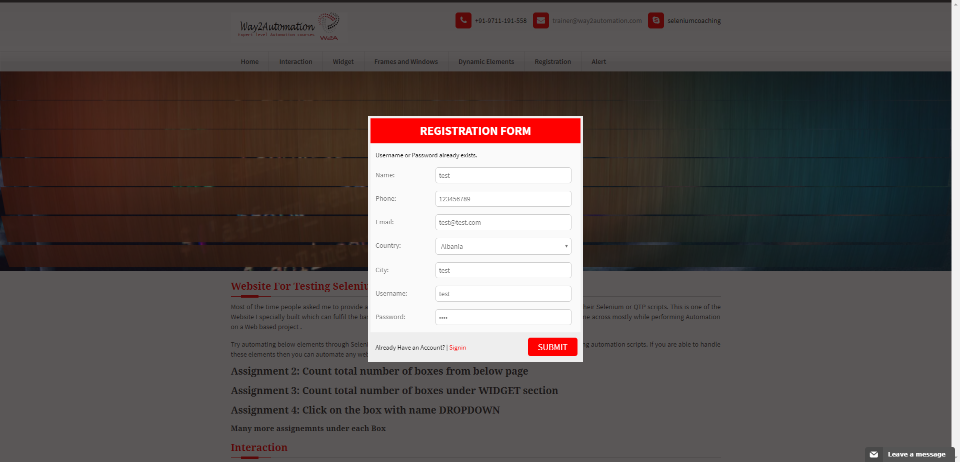 Way2Automation
+91-9711-191-558
trainer@way2automation.com
seleniumcoaching
Home
Interaction
Widget
Frames and Windows
Dynamic Elements
Registration
Alert
REGISTRATION FORM
Username or Password already exists.
Name: test
Phone: 123456789
Email: test@test.com
Country: Albania
City: test
Username: test
Password: ••••
Already Have an Account? | Signin
SUBMIT
Website For Testing Seleniu
Most of the time people asked me to provide a
their Selenium or QTP scripts. This is one of the
Website I specially built which can fulfil the ba
me across mostly while performing Automation
on a Web based project .
Try automating below elements through Selen
ng automation scripts. If you are able to handle
these elements then you can automate any we
Assignment 2: Count total number of boxes from below page
Assignment 3: Count total number of boxes under WIDGET section
Assignment 4: Click on the box with name DROPDOWN
Many more assignemnts under each Box
Interaction
Leave a message